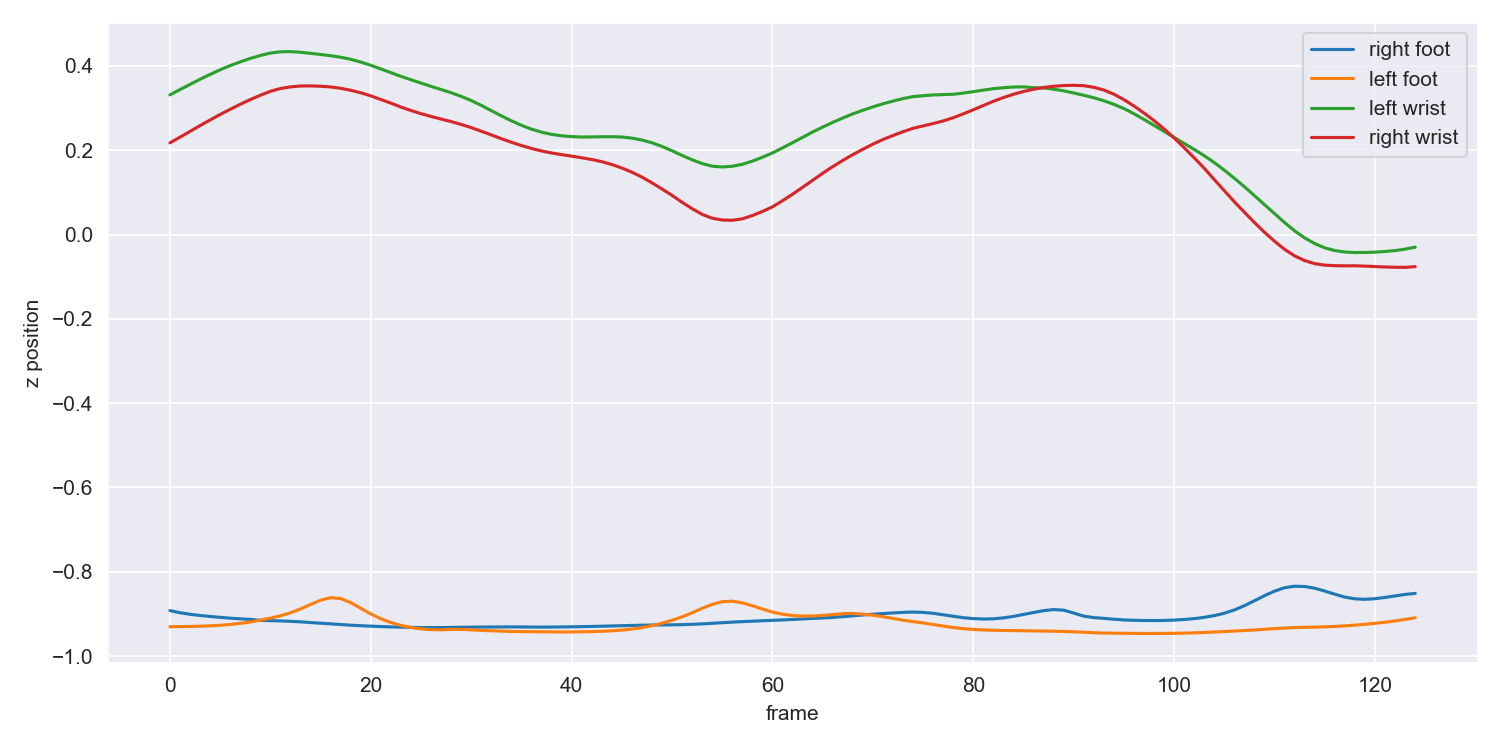 0.4
0.2
0.0
−0.2
−0.4
−0.6
−0.8
−1.0
z position
0
20
40
60
80
100
120
frame
right foot
left foot
left wrist
right wrist